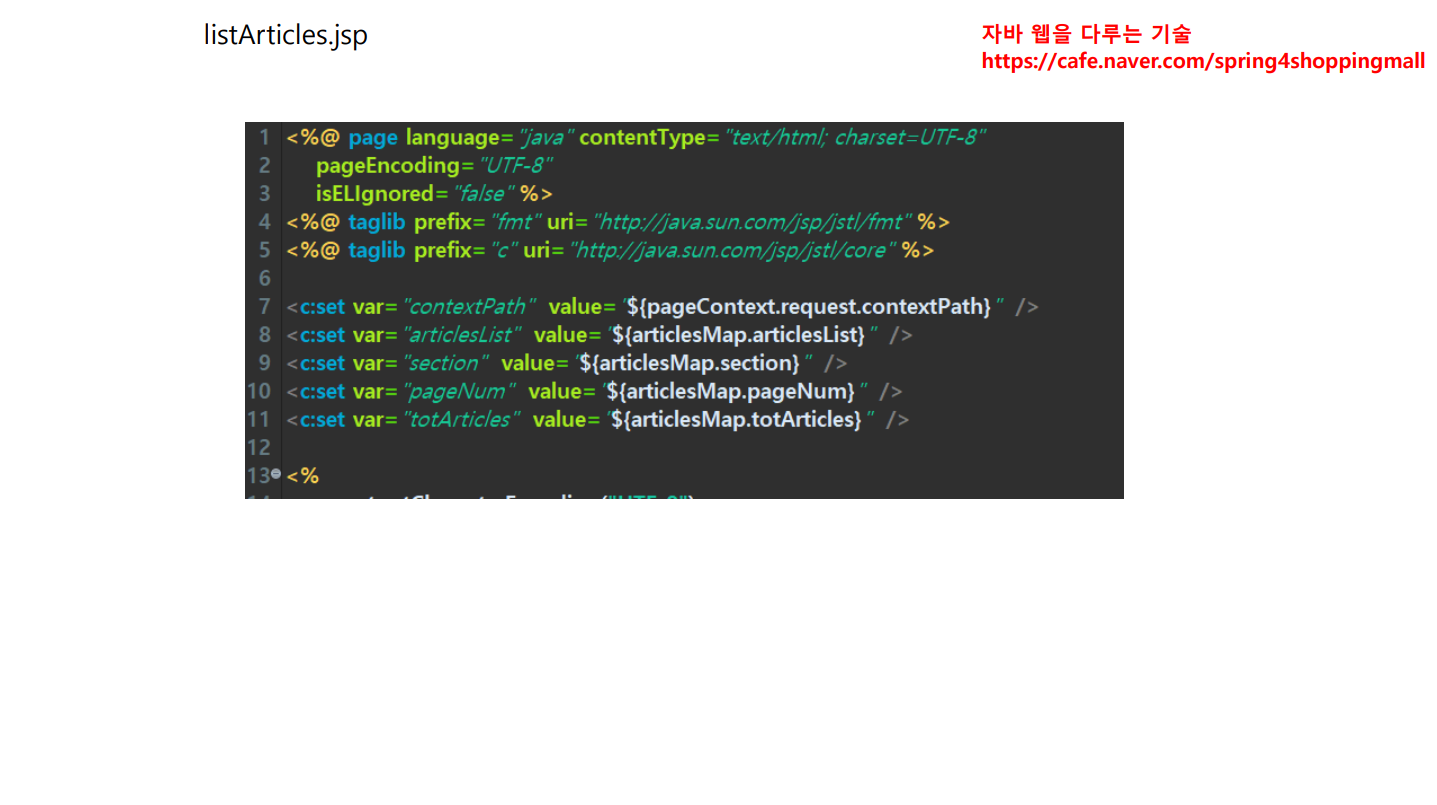 listArticles.jsp
자바 웹을 다루는 기술
https://cafe.naver.com/spring4shoppingmall
1 <%@ page language="java" contentType="text/html; charset=UTF-8"
2 pageEncoding="UTF-8"
3 isELIgnored="false" %>
4 <%@ taglib prefix="fmt" uri="http://java.sun.com/jsp/jstl/fmt" %>
5 <%@ taglib prefix="c" uri="http://java.sun.com/jsp/jstl/core" %>
6
7 <c:set var="contextPath" value="${pageContext.request.contextPath}" />
8 <c:set var="articlesList" value="${articlesMap.articlesList}" />
9 <c:set var="section" value="${articlesMap.section}" />
10 <c:set var="pageNum" value="${articlesMap.pageNum}" />
11 <c:set var="totArticles" value="${articlesMap.totArticles}" />
12
13 <%